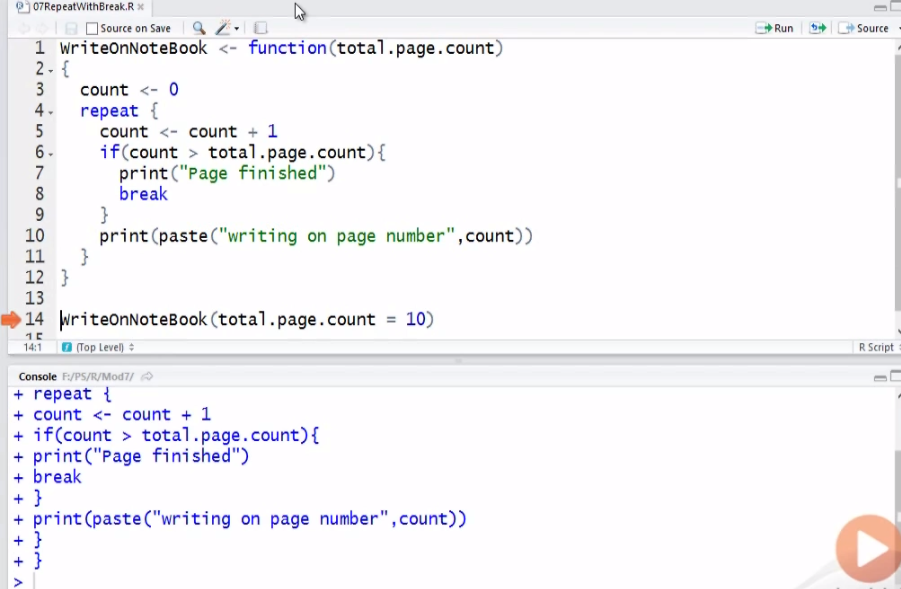 07RepeatWithBreak.R
Source on Save
Run
Source
1 WriteOnNoteBook <- function(total.page.count)
2 {
3 count <- 0
4 repeat {
5 count <- count + 1
6 if(count > total.page.count){
7 print("Page finished")
8 break
9 }
10 print(paste("writing on page number",count))
11 }
12 }
13
14 WriteOnNoteBook(total.page.count = 10)
15
14:1 (Top Level) R Script
Console F:/PS/R/Mod7/
+ repeat {
+ count <- count + 1
+ if(count > total.page.count){
+ print("Page finished")
+ break
+ }
+ print(paste("writing on page number",count))
+ }
+ }
>